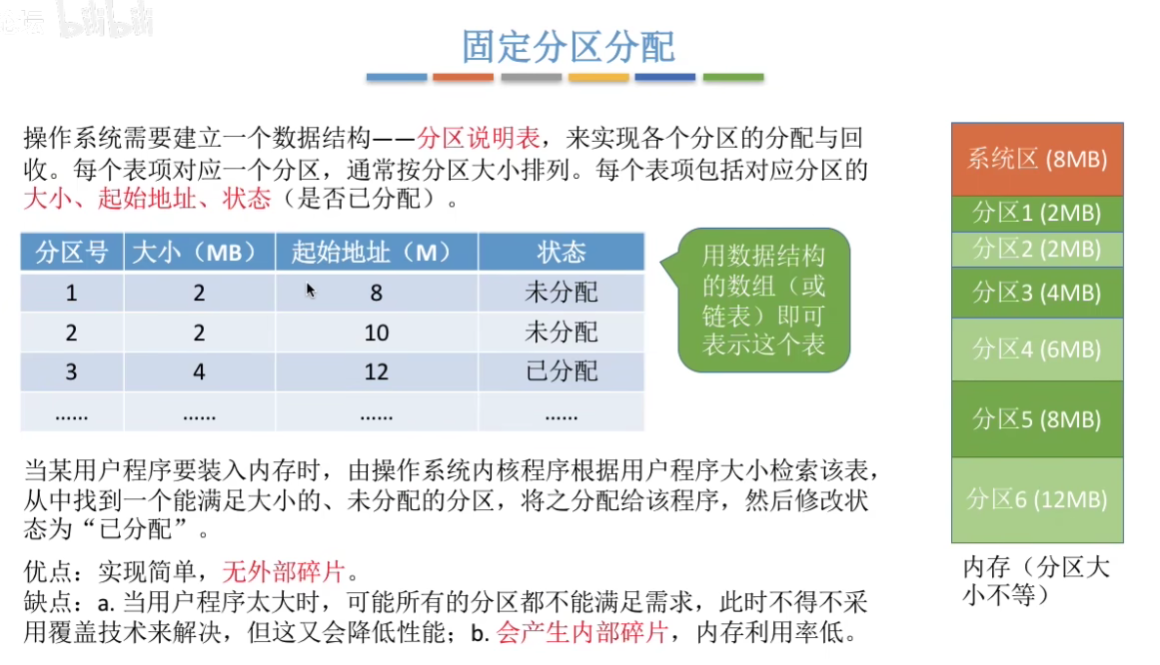 固定分区分配
操作系统需要建立一个数据结构——分区说明表，来实现各个分区的分配与回
收。每个表项对应一个分区，通常按分区大小排列。每个表项包括对应分区的
大小、起始地址、状态（是否已分配）。
分区号 大小（MB） 起始地址（M） 状态
1 2 8 未分配
2 2 10 未分配
3 4 12 已分配
...... ...... ...... ......
用数据结构
的数组（或
链表）即可
表示这个表
当某用户程序要装入内存时，由操作系统内核程序根据用户程序大小检索该表，
从中找到一个能满足大小的、未分配的分区，将之分配给该程序，然后修改状
态为“已分配”。
优点：实现简单，无外部碎片。
缺点：a. 当用户程序太大时，可能所有的分区都不能满足需求，此时不得不采
用覆盖技术来解决，但这又会降低性能；b. 会产生内部碎片，内存利用率低。
系统区 (8MB)
分区1 (2MB)
分区2 (2MB)
分区3 (4MB)
分区4 (6MB)
分区5 (8MB)
分区6 (12MB)
内存（分区大
小不等）